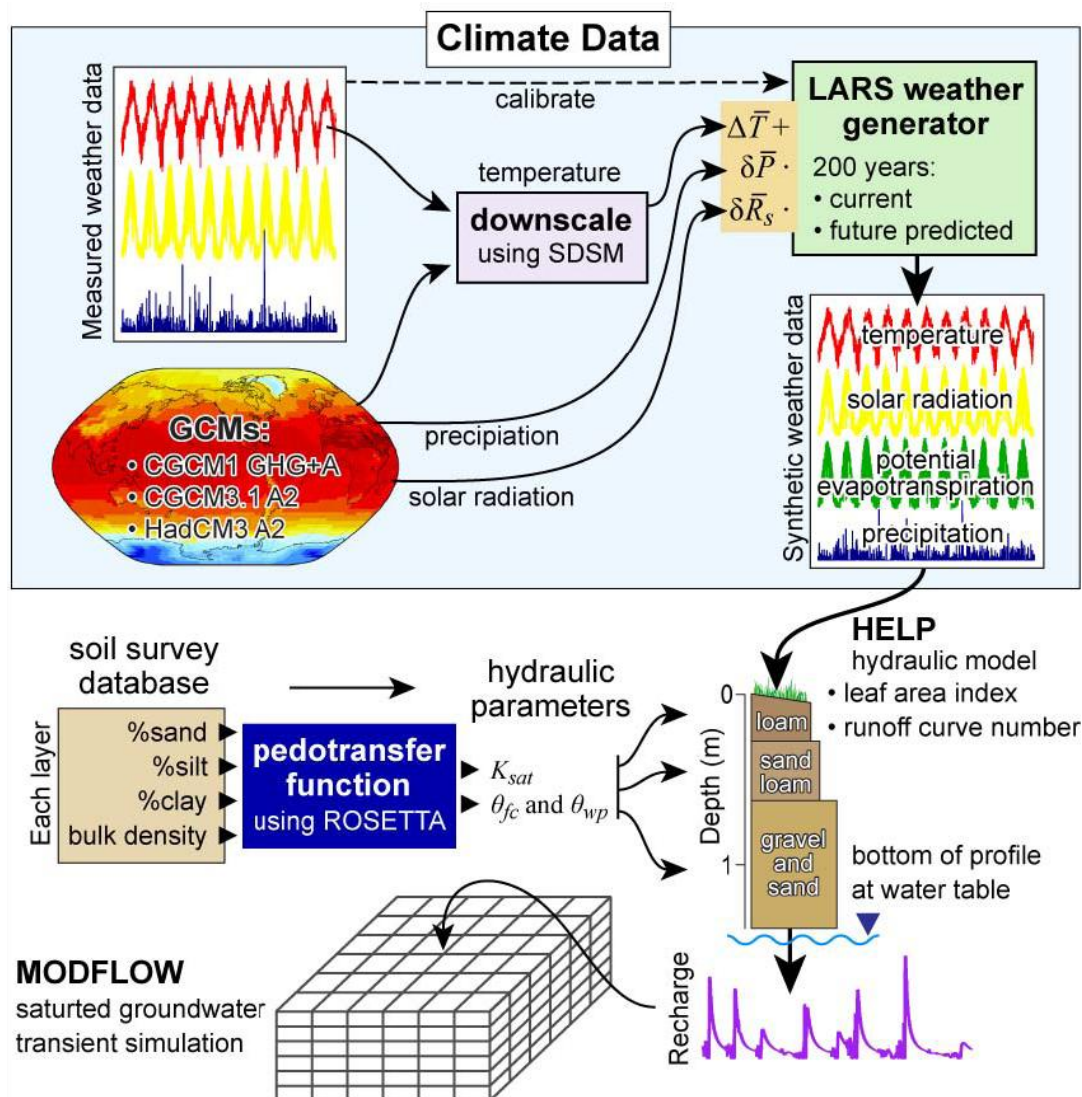 Climate Data
Measured weather data
calibrate
temperature
downscale
using SDSM
ΔT̅ +
δP̅ ·
δR̅ₛ ·
LARS weather
generator
200 years:
• current
• future predicted
GCMs:
• CGCM1 GHG+A
• CGCM3.1 A2
• HadCM3 A2
precipiation
solar radiation
Synthetic weather data
temperature
solar radiation
potential
evapotranspiration
precipitation
HELP
hydraulic model
• leaf area index
• runoff curve number
soil survey
database
hydraulic
parameters
Each layer
%sand
%silt
%clay
bulk density
pedotransfer
function
using ROSETTA
K_sat
θ_fc and θ_wp
Depth (m)
0
1
loam
sand
loam
gravel
and
sand
bottom of profile
at water table
MODFLOW
saturted groundwater
transient simulation
Recharge